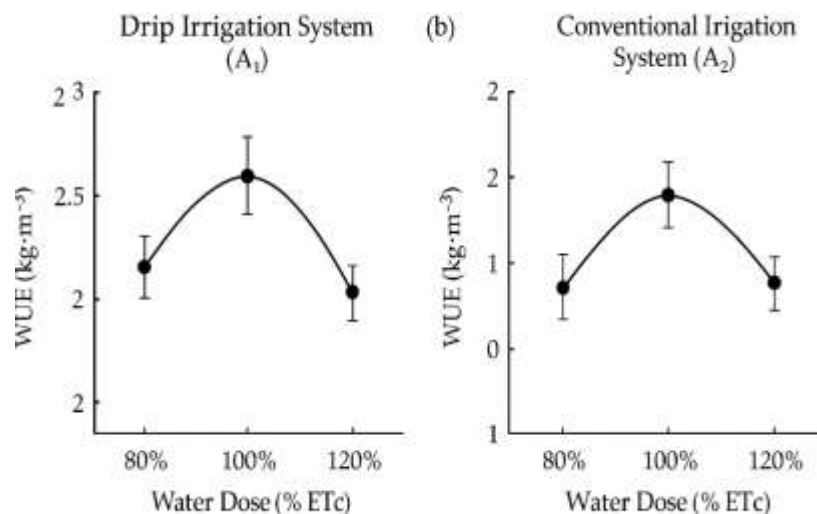 Drip Irrigation System
(A₁)
2 3
2.5
2
2
WUE (kg·m⁻³)
80% 100% 120%
Water Dose (% ETc)
(b)
Conventional Irigation
System (A₂)
2
2
1
0
1
WUE (kg·m⁻³)
80% 100% 120%
Water Dose (% ETc)